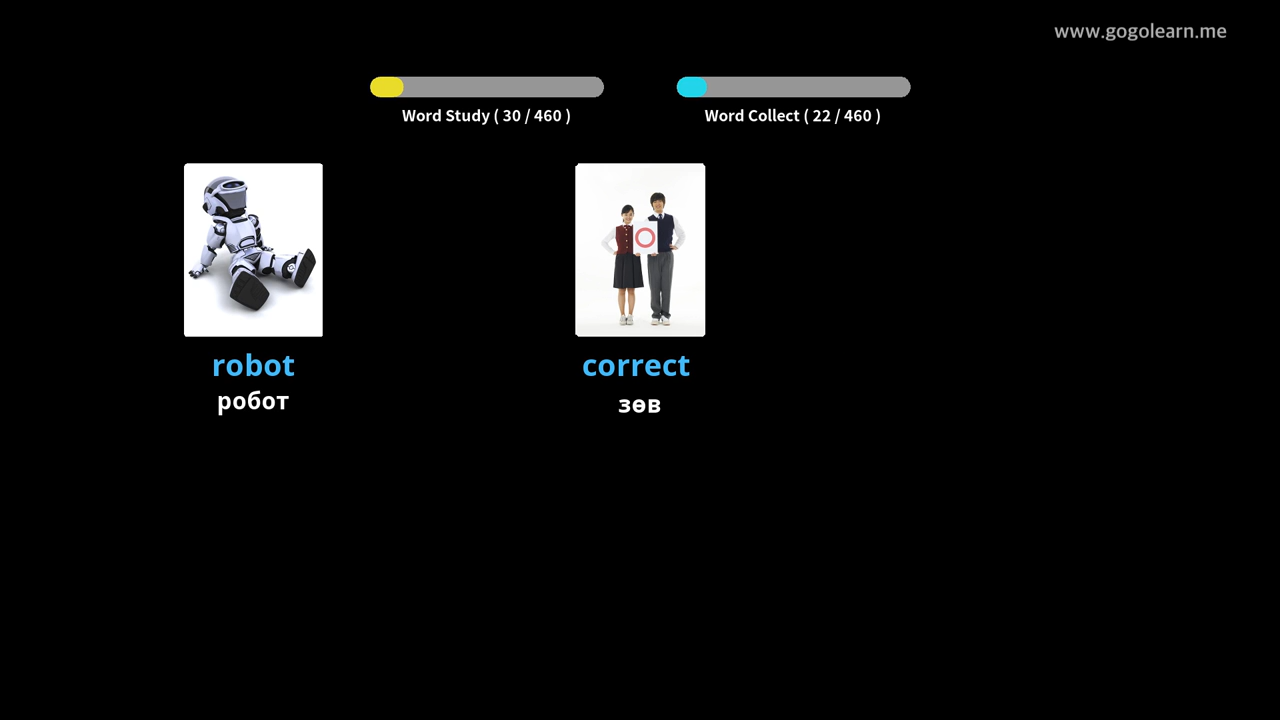 www.gogolearn.me
Word Study ( 30 / 460 )
Word Collect ( 22 / 460 )
robot
робот
correct
зөв